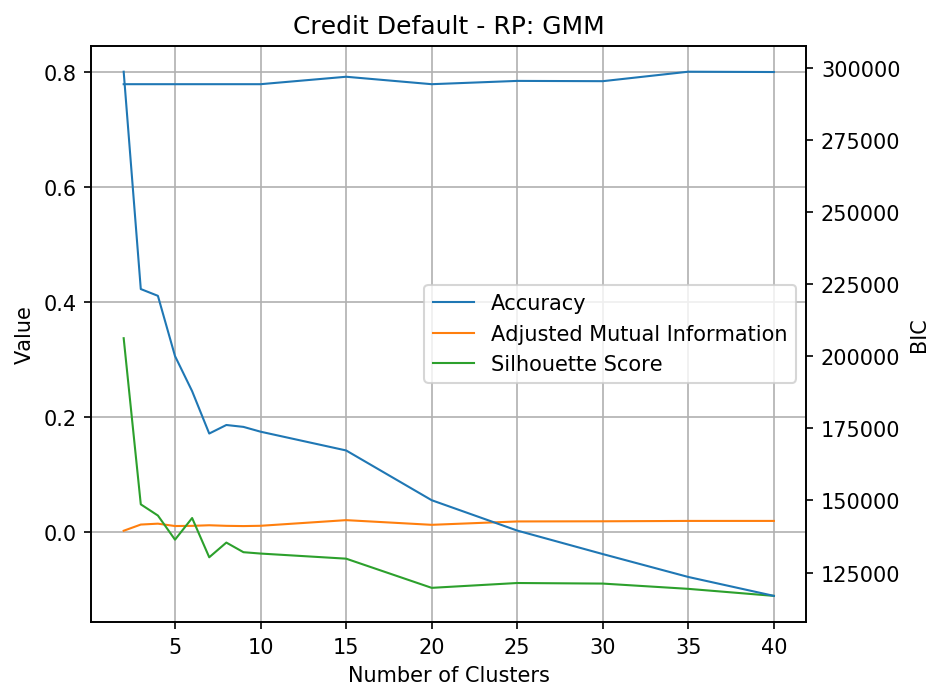 Credit Default - RP: GMM
Value
0.8
0.6
0.4
0.2
0.0
300000
275000
250000
225000
200000
175000
150000
125000
BIC
Accuracy
Adjusted Mutual Information
Silhouette Score
5 10 15 20 25 30 35 40
Number of Clusters